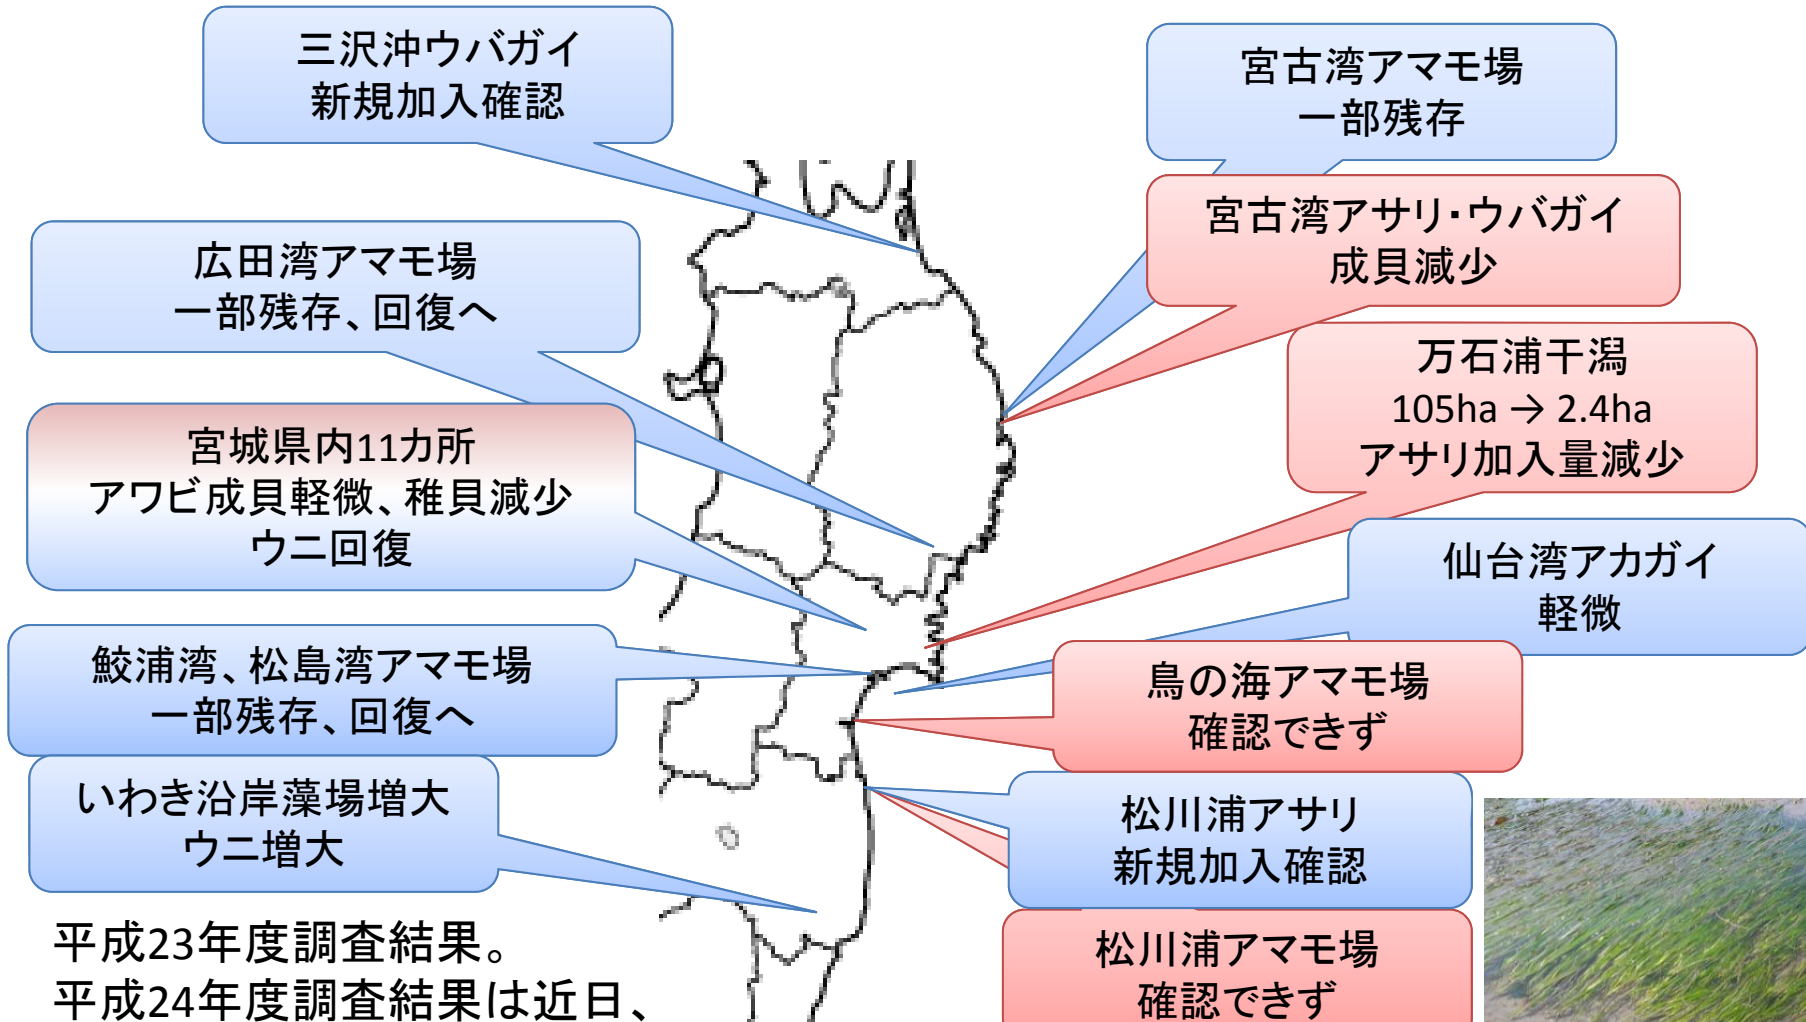 三沢沖ウバガイ
新規加入確認
宮古湾アマモ場
一部残存
宮古湾アサリ・ウバガイ
成貝減少
広田湾アマモ場
一部残存、回復へ
万石浦干潟
105ha → 2.4ha
アサリ加入量減少
宮城県内11カ所
アワビ成貝軽微、稚貝減少
ウニ回復
仙台湾アカガイ
軽微
鮫浦湾、松島湾アマモ場
一部残存、回復へ
鳥の海アマモ場
確認できず
いわき沿岸藻場増大
ウニ増大
松川浦アサリ
新規加入確認
松川浦アマモ場
確認できず
平成23年度調査結果。
平成24年度調査結果は近日、